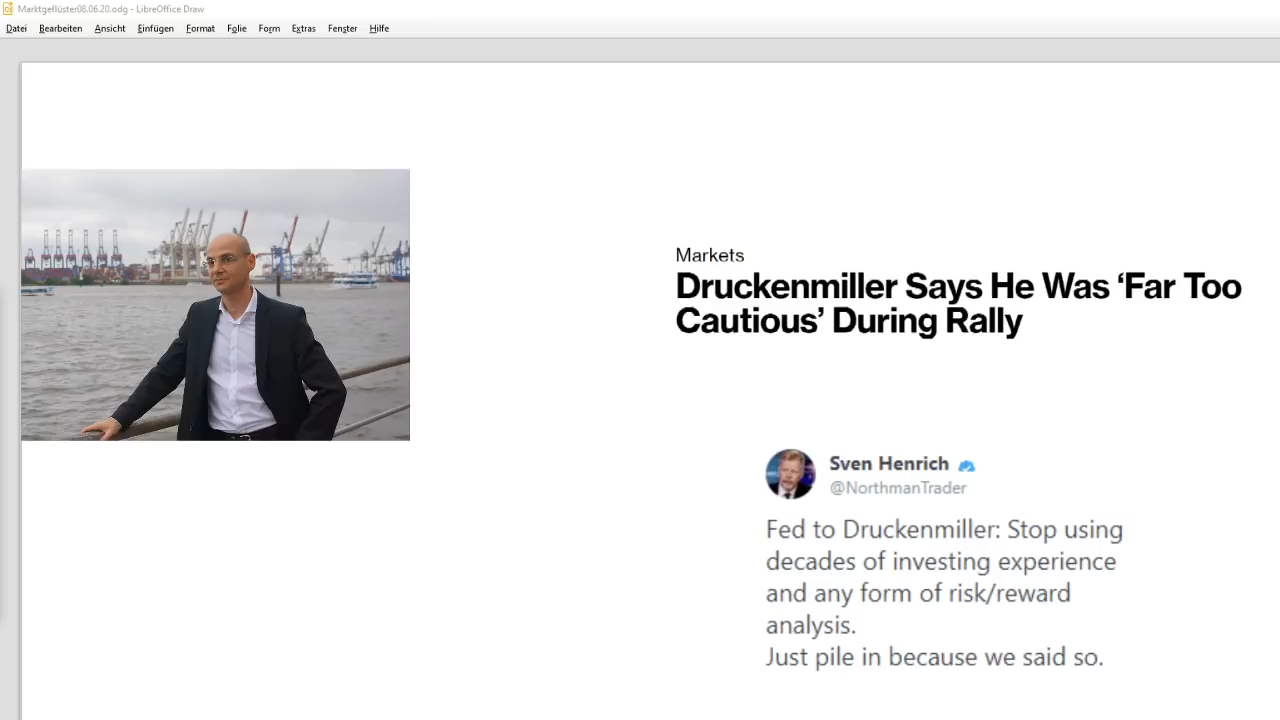 Marktgeflüster08.06.20.odg - LibreOffice Draw
Datei Bearbeiten Ansicht Einfügen Format Folie Form Extras Fenster Hilfe
Markets
Druckenmiller Says He Was ‘Far Too
Cautious’ During Rally
Sven Henrich
@NorthmanTrader
Fed to Druckenmiller: Stop using
decades of investing experience
and any form of risk/reward
analysis.
Just pile in because we said so.